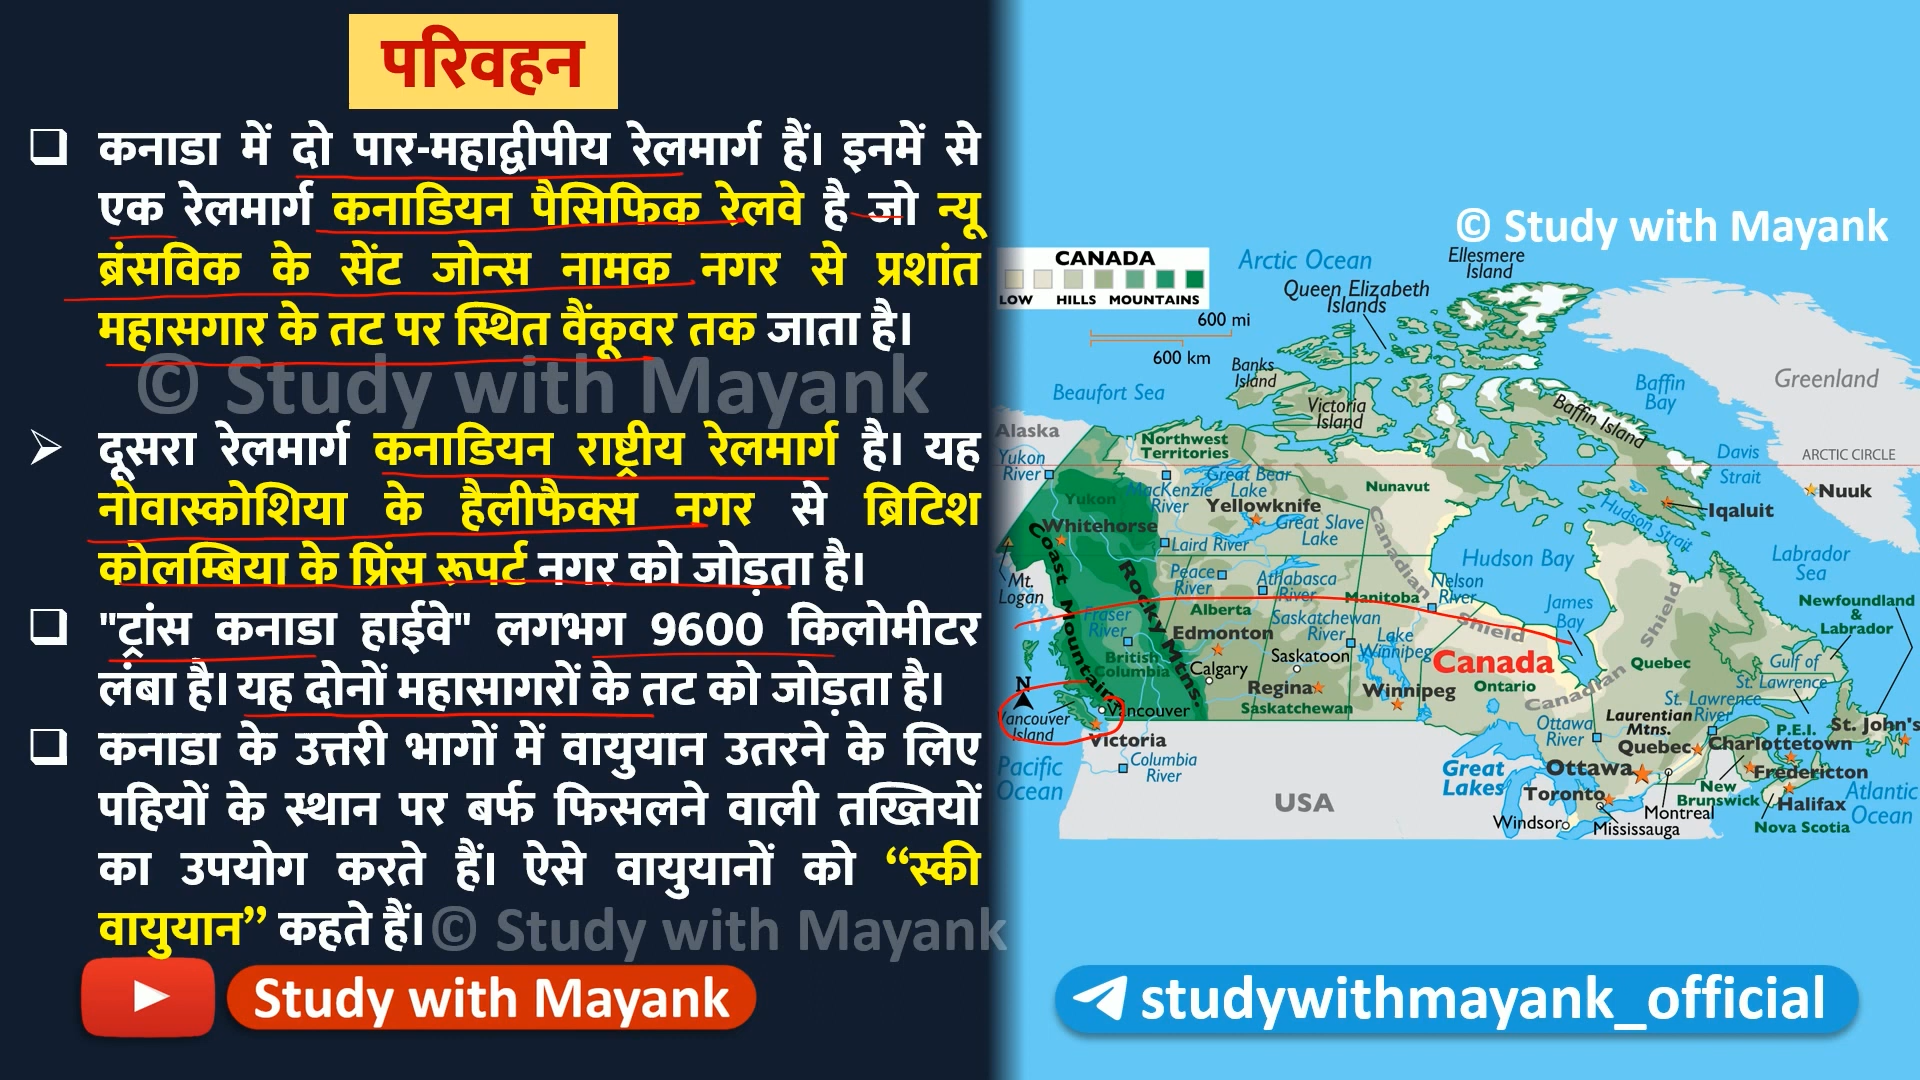 परिवहन
कनाडा में दो पार-महाद्वीपीय रेलमार्ग हैं। इनमें से
एक रेलमार्ग कनाडियन पैसिफिक रेलवे है जो न्यू
ब्रंसविक के सेंट जोन्स नामक नगर से प्रशांत
महासगार के तट पर स्थित वैंकूवर तक जाता है।
© Study with Mayank
दूसरा रेलमार्ग कनाडियन राष्ट्रीय रेलमार्ग है। यह
नोवास्कोशिया के हैलीफैक्स नगर से ब्रिटिश
कोलम्बिया के प्रिंस रूपर्ट नगर को जोड़ता है।
"ट्रांस कनाडा हाईवे" लगभग 9600 किलोमीटर
लंबा है। यह दोनों महासागरों के तट को जोड़ता है।
कनाडा के उत्तरी भागों में वायुयान उतरने के लिए
पहियों के स्थान पर बर्फ फिसलने वाली तख्तियों
का उपयोग करते हैं। ऐसे वायुयानों को “स्की
वायुयान” कहते हैं।
© Study with Mayank
Study with Mayank
© Study with Mayank
CANADA
LOW HILLS MOUNTAINS
600 mi
600 km
Arctic Ocean
Ellesmere
Island
Queen Elizabeth
Islands
Banks
Island
Beaufort Sea
Victoria
Island
Baffin
Bay
Greenland
Baffin Island
Alaska
Yukon
River
Northwest
Territories
Davis
Strait
ARCTIC CIRCLE
Great Bear
Lake
MacKenzie
River
Nunavut
Yukon
Nuuk
Yellowknife
Iqaluit
Whitehorse
Great Slave
Lake
Hudson Strait
Laird River
Hudson Bay
Labrador
Sea
Mt.
Logan
Coast Mountains
Rocky Mtns.
Peace
River
Athabasca
River
Canadian Shield
Nelson
River
Manitoba
James
Bay
Newfoundland
&
Labrador
Fraser
River
Alberta
Saskatchewan
River
Edmonton
Lake
Winnipeg
Canada
British
Columbia
Calgary
Saskatoon
Ontario
Canadian Shield
Quebec
Gulf of
St. Lawrence
N
Regina
Winnipeg
Saskatchewan
St. Lawrence
River
Vancouver
Vancouver
Island
Victoria
Ottawa
River
Laurentian
Mtns.
Quebec
P.E.I.
Charlottetown
St. John's
Pacific
Ocean
Columbia
River
Great
Lakes
Ottawa
Fredericton
USA
Toronto
New
Brunswick
Halifax
Atlantic
Ocean
Montreal
Windsor
Mississauga
Nova Scotia
studywithmayank_official